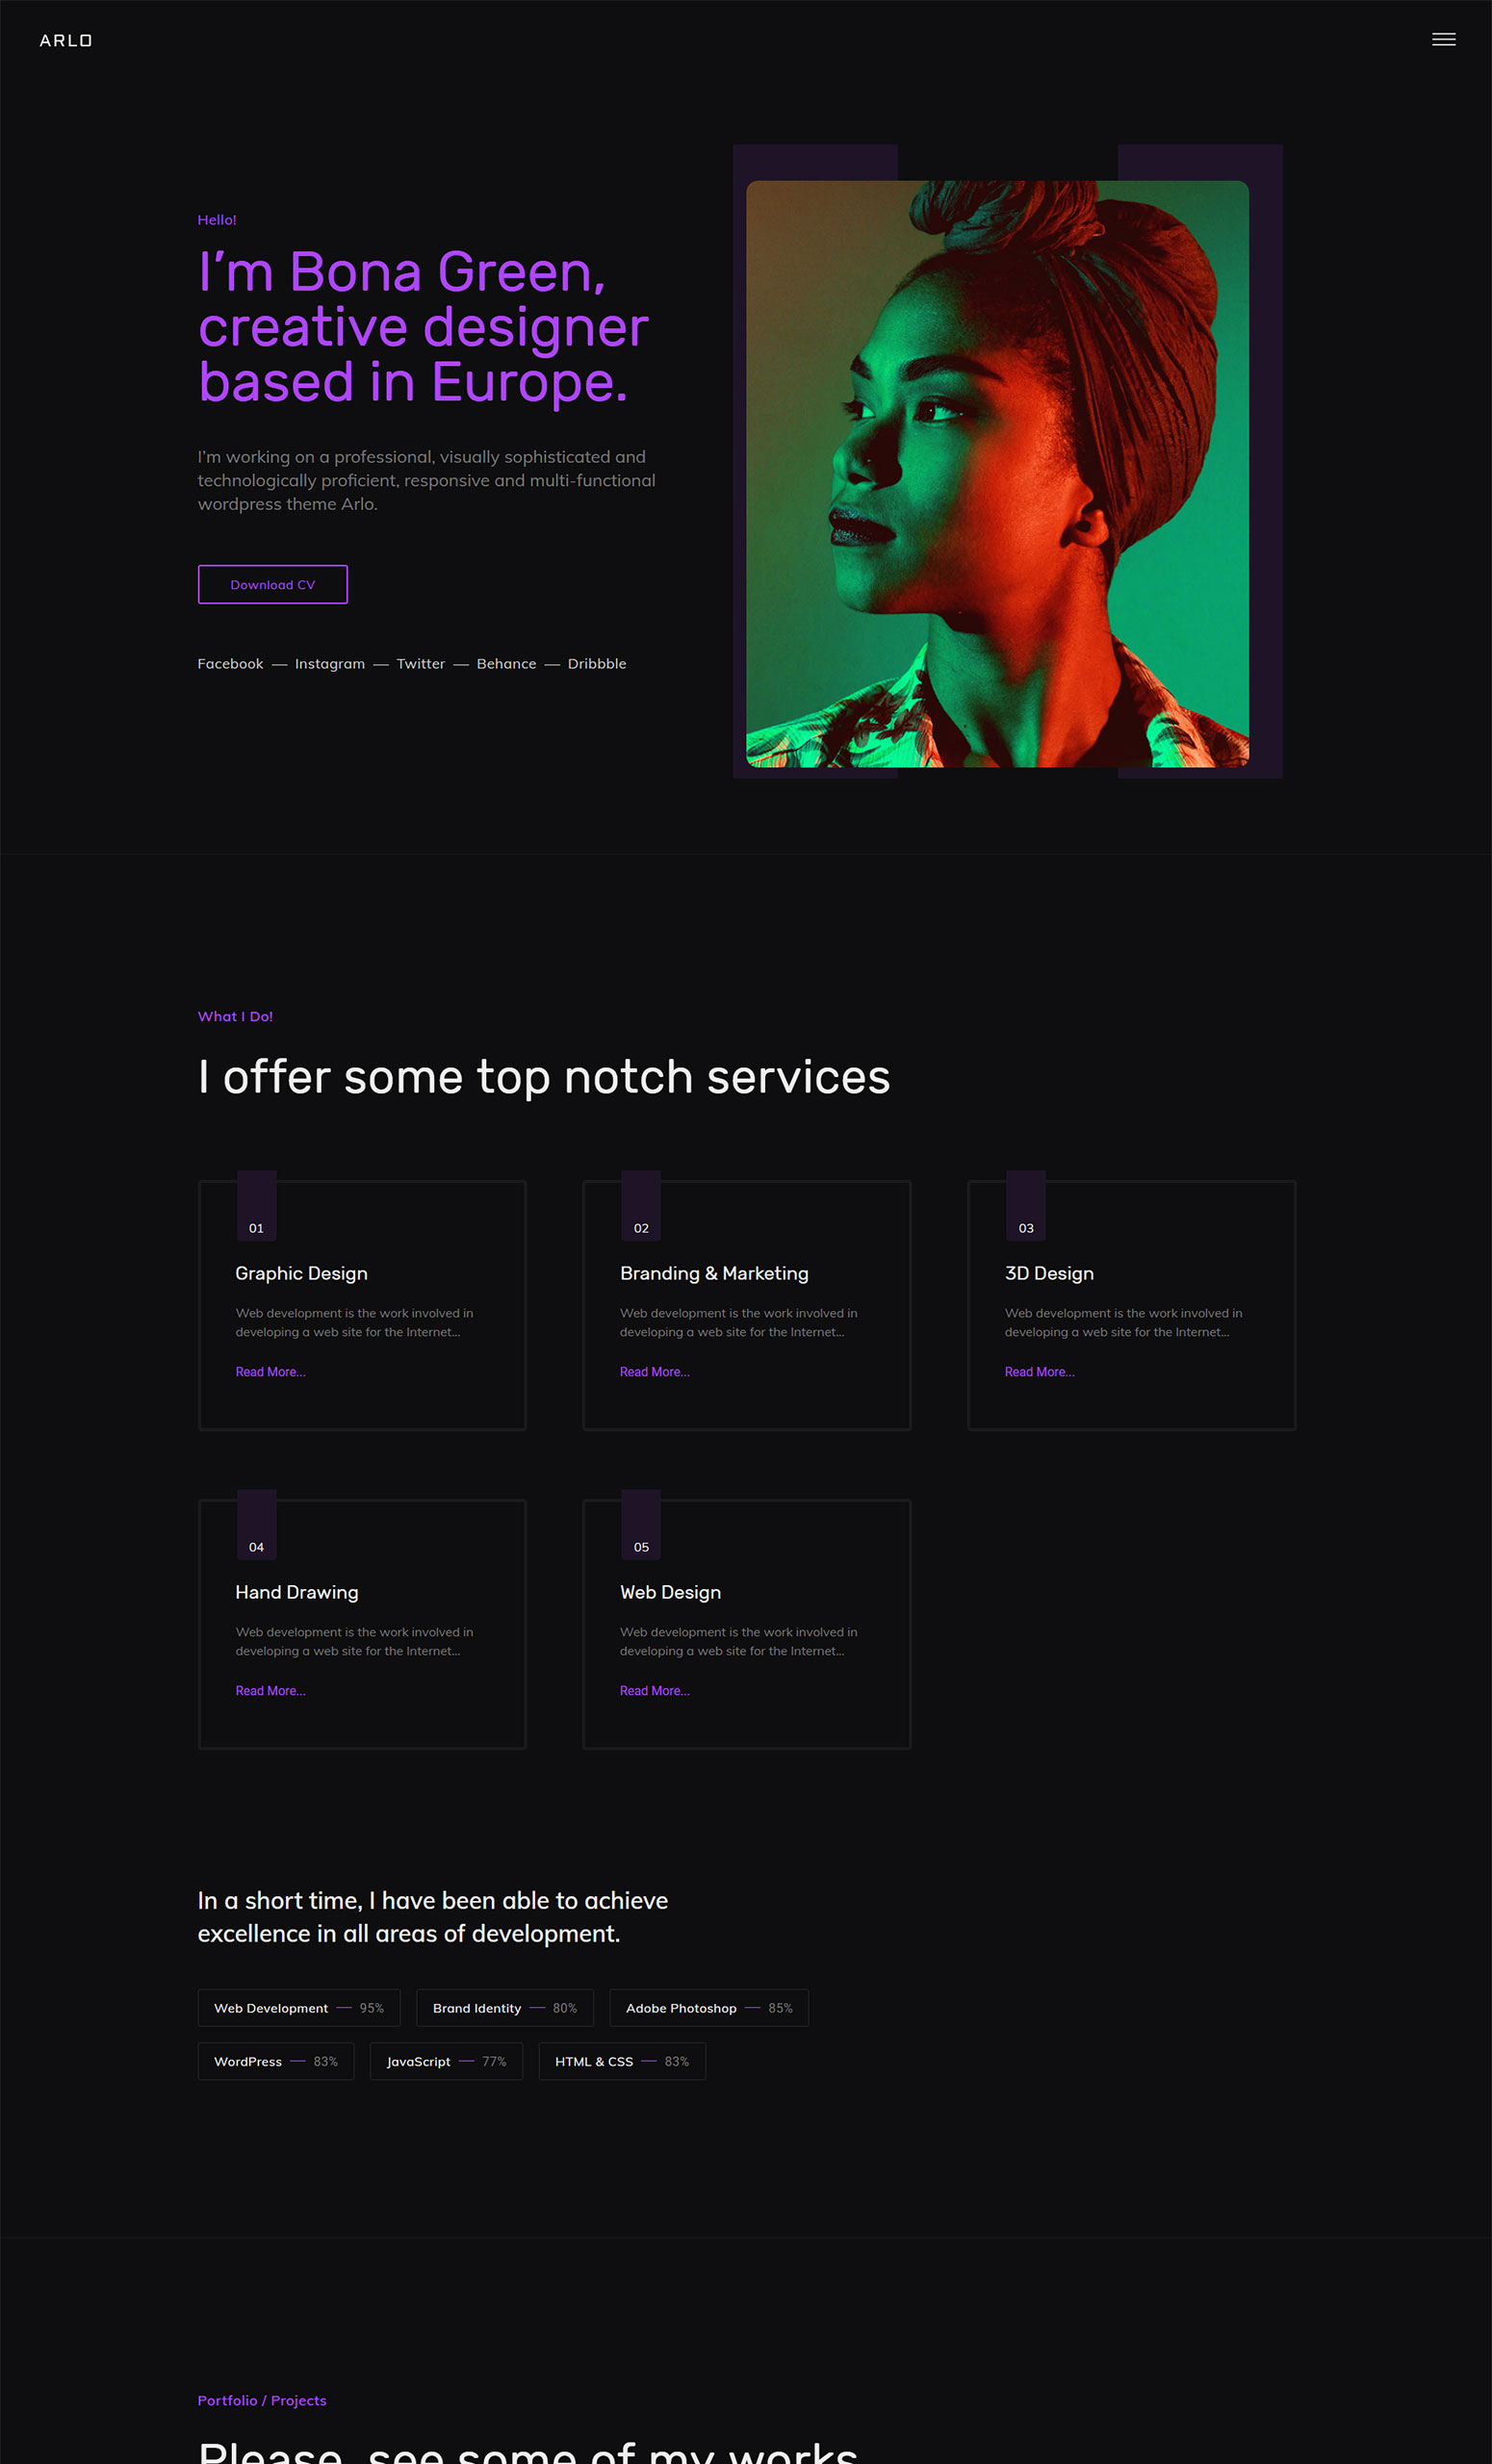 ARLO
Hello!
I’m Bona Green,
creative designer
based in Europe.
I’m working on a professional, visually sophisticated and
technologically proficient, responsive and multi-functional
wordpress theme Arlo.
Download CV
Facebook — Instagram — Twitter — Behance — Dribbble
What I Do!
I offer some top notch services
01
Graphic Design
Web development is the work involved in
developing a web site for the Internet...
Read More...
02
Branding & Marketing
Web development is the work involved in
developing a web site for the Internet...
Read More...
03
3D Design
Web development is the work involved in
developing a web site for the Internet...
Read More...
04
Hand Drawing
Web development is the work involved in
developing a web site for the Internet...
Read More...
05
Web Design
Web development is the work involved in
developing a web site for the Internet...
Read More...
In a short time, I have been able to achieve
excellence in all areas of development.
Web Development — 95%
Brand Identity — 80%
Adobe Photoshop — 85%
WordPress — 83%
JavaScript — 77%
HTML & CSS — 83%
Portfolio / Projects
Please, see some of my works